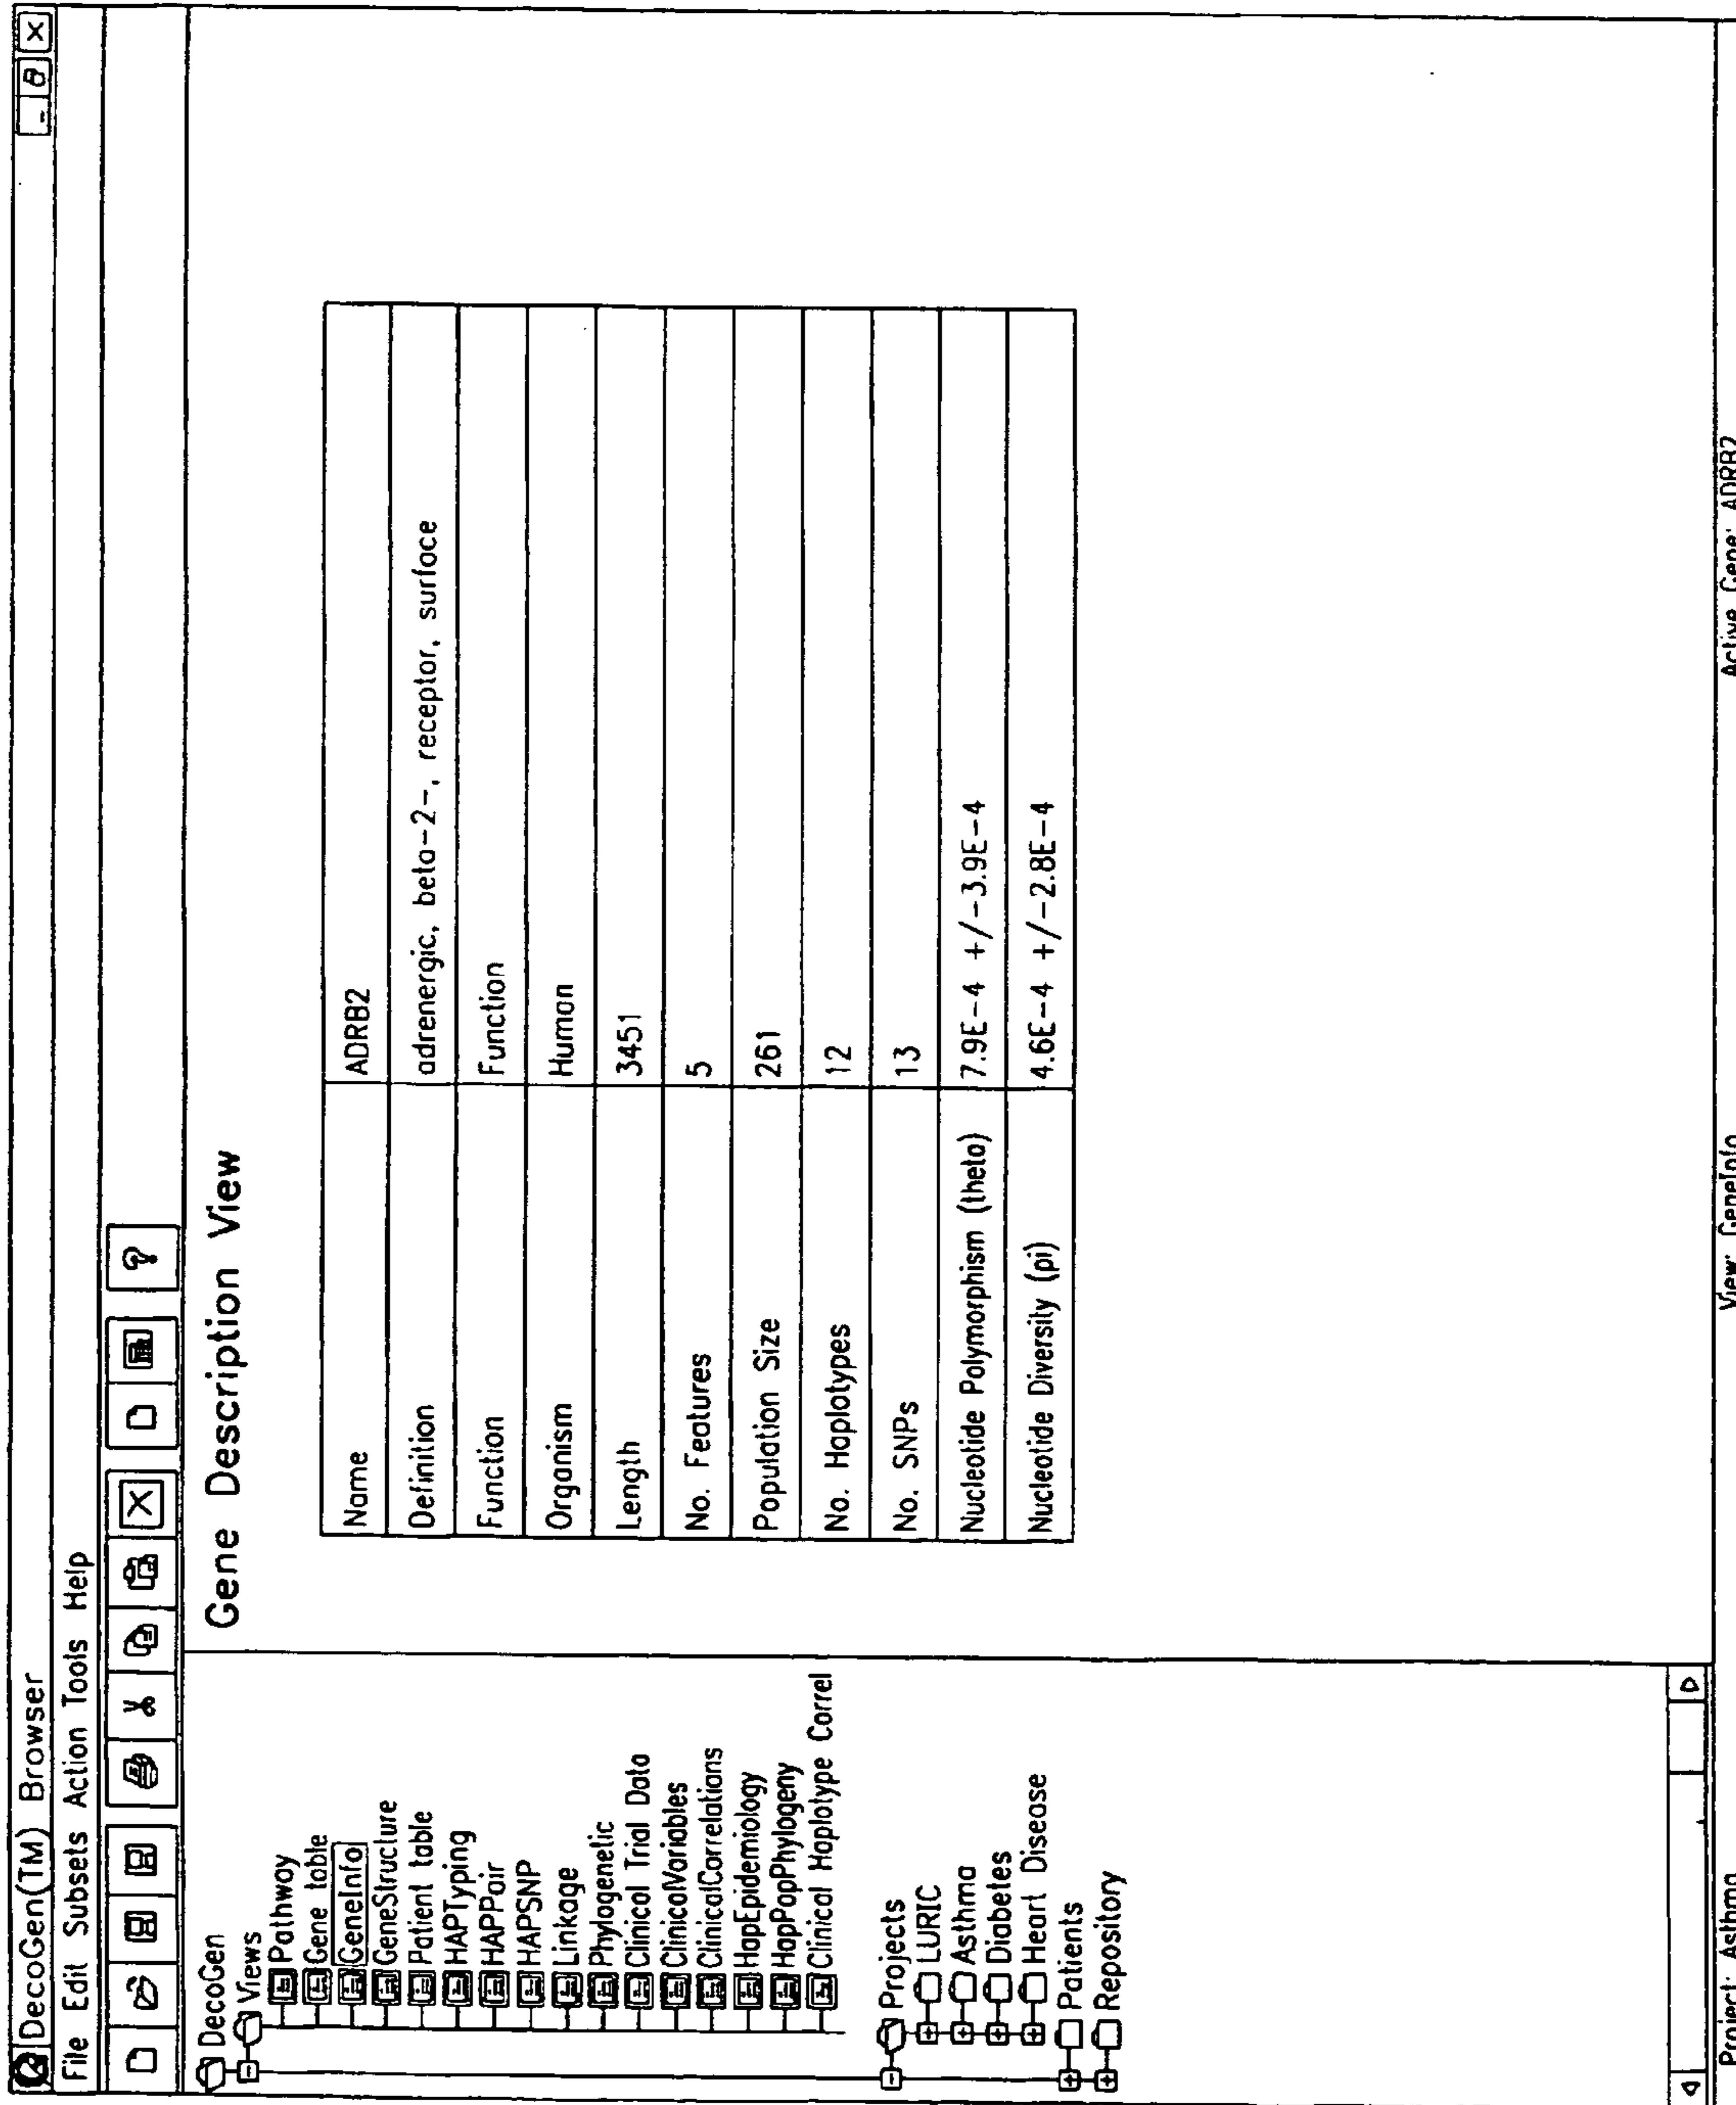 DecoGen(TM) Browser
File Edit Subsets Action Tools Help
?
DecoGen
Views
Pathway
Gene table
GeneInfo
GeneStructure
Patient table
HAPTyping
HAPPair
HAPSNP
Linkage
Phylogenetic
Clinical Trial Data
ClinicalVariables
ClinicalCorrelations
HapEpidemiology
HapPopPhylogeny
Clinical Haplotype Correl
Projects
LURIC
Asthma
Diabetes
Heart Disease
Patients
Repository
Gene Description View
Name ADRB2
Definition adrenergic, beta-2-, receptor, surface
Function Function
Organism Human
Length 3451
No. Features 5
Population Size 261
No. Haplotypes 12
No. SNPs 13
Nucleotide Polymorphism (theta) 7.9E-4 +/-3.9E-4
Nucleotide Diversity (pi) 4.6E-4 +/-2.8E-4
Project: Asthma View: GeneInfo Active Gene: ADRB2